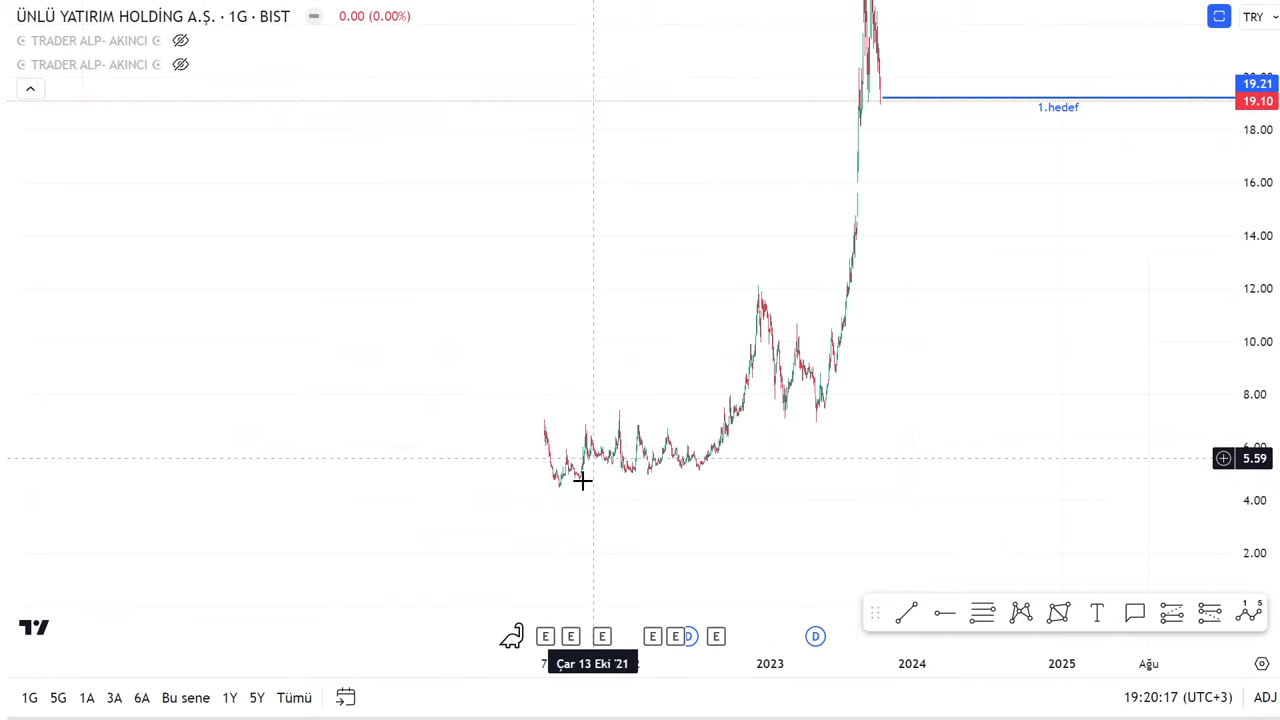 ÜNLÜ YATIRIM HOLDİNG A.Ş. · 1G · BIST 0.00 (0.00%) TRY
TRADER ALP- AKINCI
TRADER ALP- AKINCI
19.21
19.10
1.hedef
18.00
16.00
14.00
12.00
10.00
8.00
5.59
4.00
2.00
E E E E E D E D
Çar 13 Eki '21 2023 2024 2025 Ağu
1G 5G 1A 3A 6A Bu sene 1Y 5Y Tümü 19:20:17 (UTC+3) ADJ